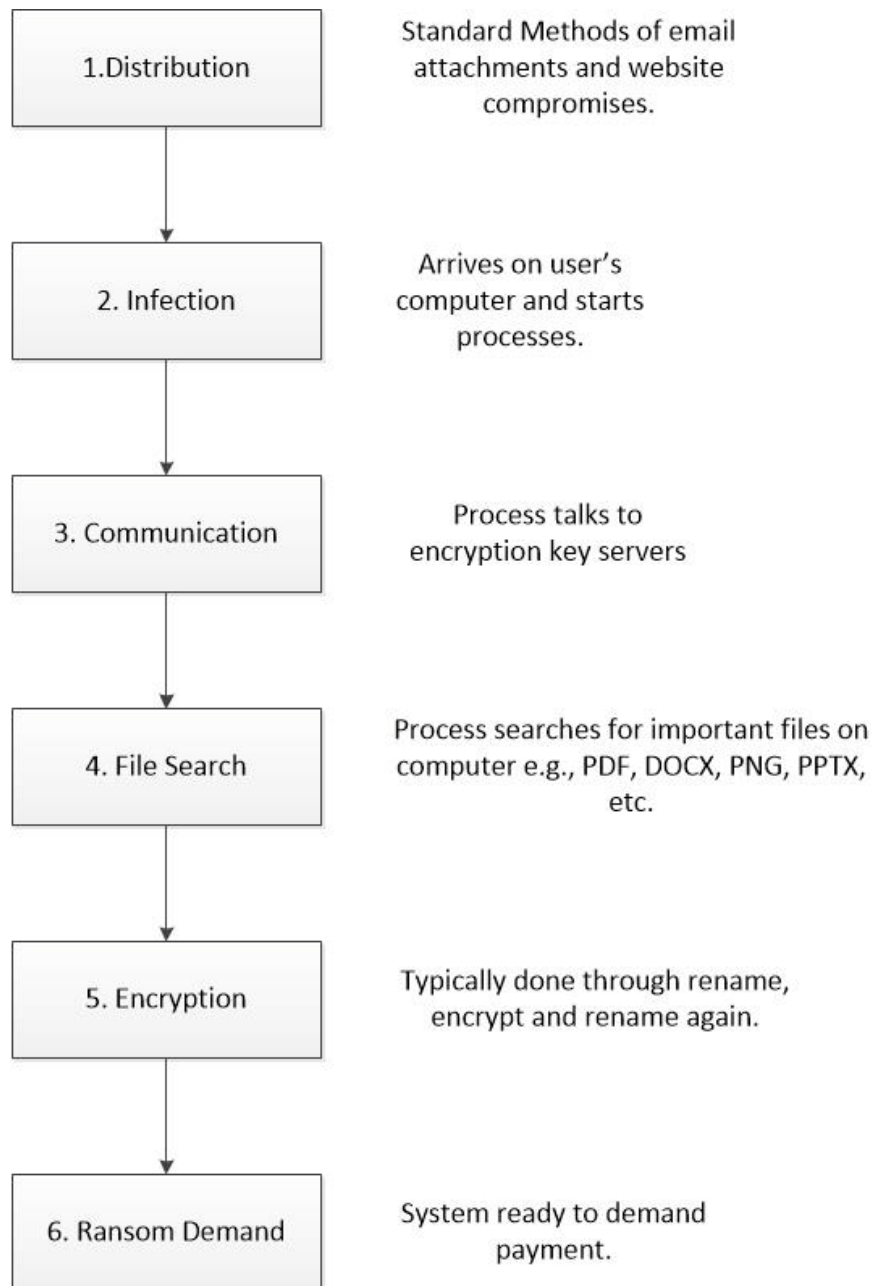 1.Distribution
Standard Methods of email
attachments and website
compromises.
2. Infection
Arrives on user's
computer and starts
processes.
3. Communication
Process talks to
encryption key servers
4. File Search
Process searches for important files on
computer e.g., PDF, DOCX, PNG, PPTX,
etc.
5. Encryption
Typically done through rename,
encrypt and rename again.
6. Ransom Demand
System ready to demand
payment.